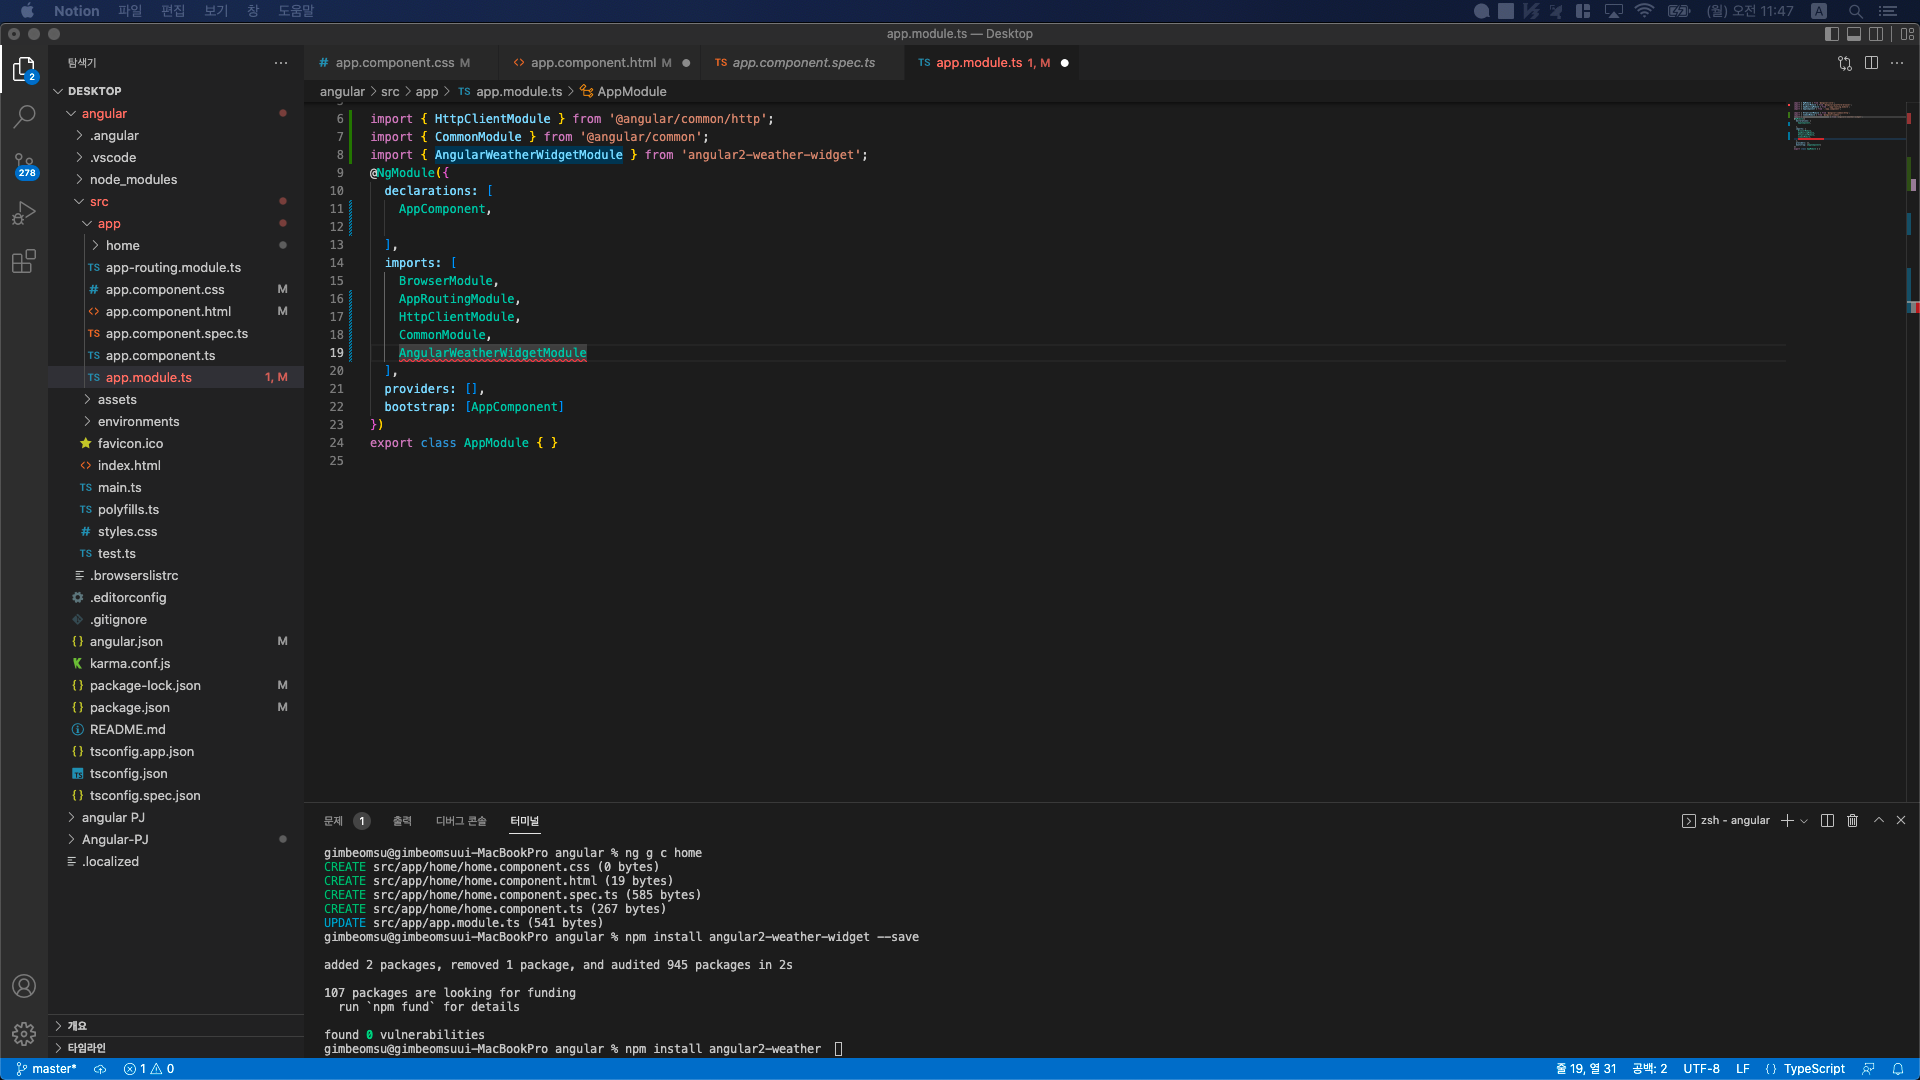 Notion 파일 편집 보기 창 도움말 (월) 오전 11:47 A
app.module.ts — Desktop
탐색기
# app.component.css M <> app.component.html M TS app.component.spec.ts TS app.module.ts 1, M
angular > src > app > TS app.module.ts > AppModule
2
278
DESKTOP
angular
.angular
.vscode
node_modules
src
app
home
TS app-routing.module.ts
# app.component.css M
<> app.component.html M
TS app.component.spec.ts
TS app.component.ts
TS app.module.ts 1, M
assets
environments
favicon.ico
<> index.html
TS main.ts
TS polyfills.ts
# styles.css
TS test.ts
.browserslistrc
.editorconfig
.gitignore
{} angular.json M
K karma.conf.js
{} package-lock.json M
{} package.json M
README.md
{} tsconfig.app.json
TS tsconfig.json
{} tsconfig.spec.json
angular PJ
Angular-PJ
.localized
개요
타임라인
6 import { HttpClientModule } from '@angular/common/http';
7 import { CommonModule } from '@angular/common';
8 import { AngularWeatherWidgetModule } from 'angular2-weather-widget';
9 @NgModule({
10 declarations: [
11 AppComponent,
12
13 ],
14 imports: [
15 BrowserModule,
16 AppRoutingModule,
17 HttpClientModule,
18 CommonModule,
19 AngularWeatherWidgetModule
20 ],
21 providers: [],
22 bootstrap: [AppComponent]
23 })
24 export class AppModule { }
25
문제 1 출력 디버그 콘솔 터미널 zsh - angular
gimbeomsu@gimbeomsuui-MacBookPro angular % ng g c home
CREATE src/app/home/home.component.css (0 bytes)
CREATE src/app/home/home.component.html (19 bytes)
CREATE src/app/home/home.component.spec.ts (585 bytes)
CREATE src/app/home/home.component.ts (267 bytes)
UPDATE src/app/app.module.ts (541 bytes)
gimbeomsu@gimbeomsuui-MacBookPro angular % npm install angular2-weather-widget --save
added 2 packages, removed 1 package, and audited 945 packages in 2s
107 packages are looking for funding
run `npm fund` for details
found 0 vulnerabilities
gimbeomsu@gimbeomsuui-MacBookPro angular % npm install angular2-weather
master* 1 0 줄 19, 열 31 공백: 2 UTF-8 LF {} TypeScript